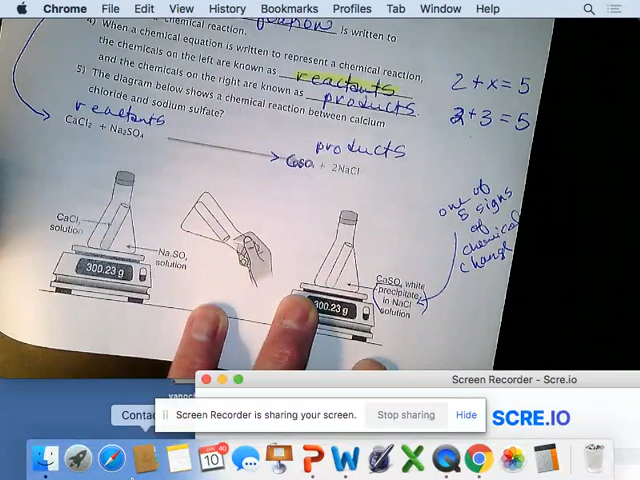 Chrome File Edit View History Bookmarks Profiles Tab Window Help
a chemical reaction.
is written to
4) When a chemical equation is written to represent a chemical reaction,
the chemicals on the left are known as reactants
and the chemicals on the right are known as products.
5) The diagram below shows a chemical reaction between calcium
chloride and sodium sulfate?
reactants
CaCl₂ + Na₂SO₄
products
CaSO₄ + 2NaCl
2 + x = 5
2 + 3 = 5
one of
5 signs
of
chemical
change
CaCl₂
solution
Na₂SO₄
solution
300.23 g
300.23 g
CaSO₄ white
precipitate
in NaCl
solution
Screen Recorder - Scre.io
Contac
Screen Recorder is sharing your screen. Stop sharing Hide
SCRE.IO
10